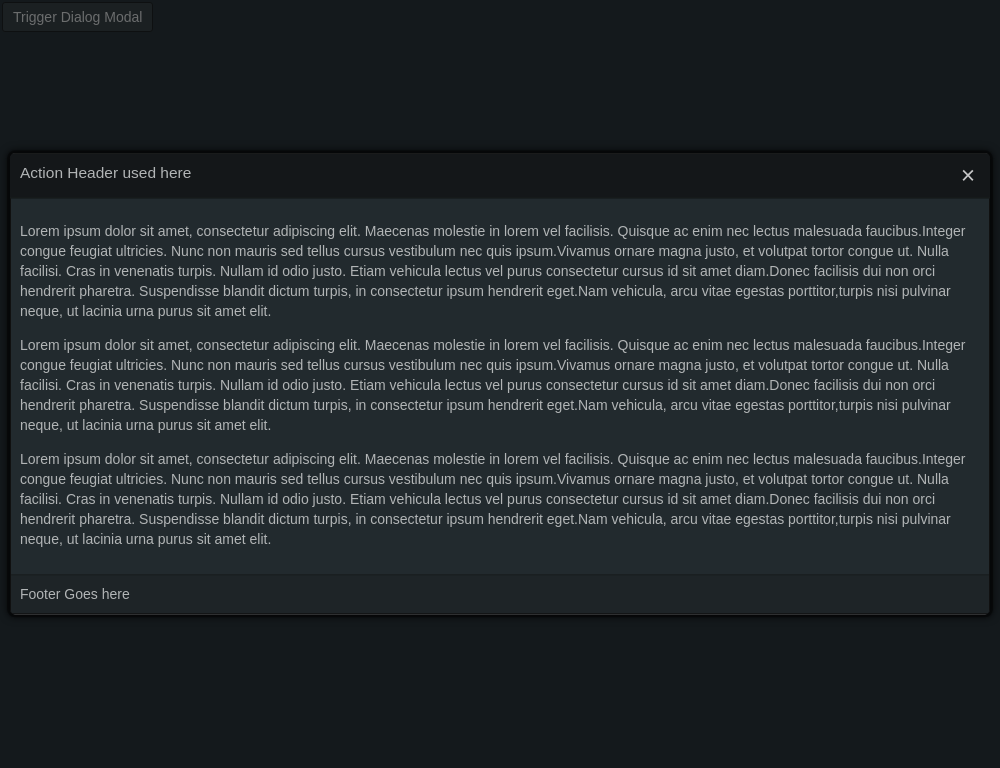 Trigger Dialog Modal
Action Header used here
×
Lorem ipsum dolor sit amet, consectetur adipiscing elit. Maecenas molestie in lorem vel facilisis. Quisque ac enim nec lectus malesuada faucibus.Integer
congue feugiat ultricies. Nunc non mauris sed tellus cursus vestibulum nec quis ipsum.Vivamus ornare magna justo, et volutpat tortor congue ut. Nulla
facilisi. Cras in venenatis turpis. Nullam id odio justo. Etiam vehicula lectus vel purus consectetur cursus id sit amet diam.Donec facilisis dui non orci
hendrerit pharetra. Suspendisse blandit dictum turpis, in consectetur ipsum hendrerit eget.Nam vehicula, arcu vitae egestas porttitor,turpis nisi pulvinar
neque, ut lacinia urna purus sit amet elit.
Lorem ipsum dolor sit amet, consectetur adipiscing elit. Maecenas molestie in lorem vel facilisis. Quisque ac enim nec lectus malesuada faucibus.Integer
congue feugiat ultricies. Nunc non mauris sed tellus cursus vestibulum nec quis ipsum.Vivamus ornare magna justo, et volutpat tortor congue ut. Nulla
facilisi. Cras in venenatis turpis. Nullam id odio justo. Etiam vehicula lectus vel purus consectetur cursus id sit amet diam.Donec facilisis dui non orci
hendrerit pharetra. Suspendisse blandit dictum turpis, in consectetur ipsum hendrerit eget.Nam vehicula, arcu vitae egestas porttitor,turpis nisi pulvinar
neque, ut lacinia urna purus sit amet elit.
Lorem ipsum dolor sit amet, consectetur adipiscing elit. Maecenas molestie in lorem vel facilisis. Quisque ac enim nec lectus malesuada faucibus.Integer
congue feugiat ultricies. Nunc non mauris sed tellus cursus vestibulum nec quis ipsum.Vivamus ornare magna justo, et volutpat tortor congue ut. Nulla
facilisi. Cras in venenatis turpis. Nullam id odio justo. Etiam vehicula lectus vel purus consectetur cursus id sit amet diam.Donec facilisis dui non orci
hendrerit pharetra. Suspendisse blandit dictum turpis, in consectetur ipsum hendrerit eget.Nam vehicula, arcu vitae egestas porttitor,turpis nisi pulvinar
neque, ut lacinia urna purus sit amet elit.
Footer Goes here